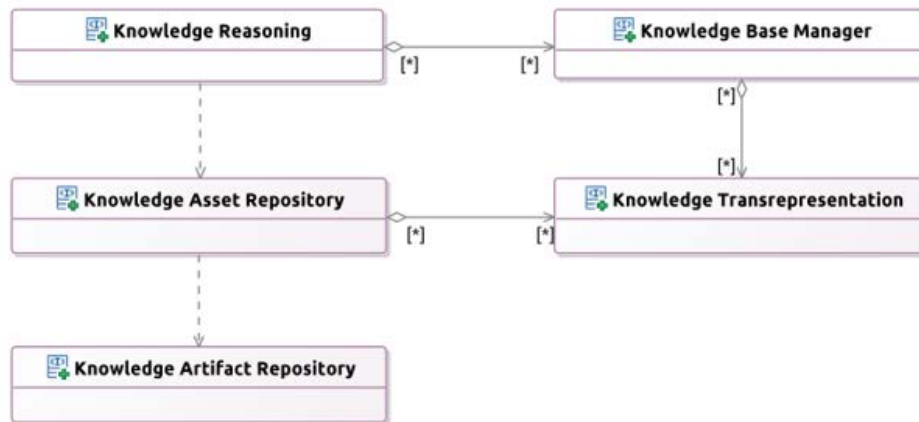 Knowledge Reasoning
Knowledge Base Manager
[*]
[*]
[*]
[*]
Knowledge Asset Repository
Knowledge Transrepresentation
[*]
[*]
Knowledge Artifact Repository